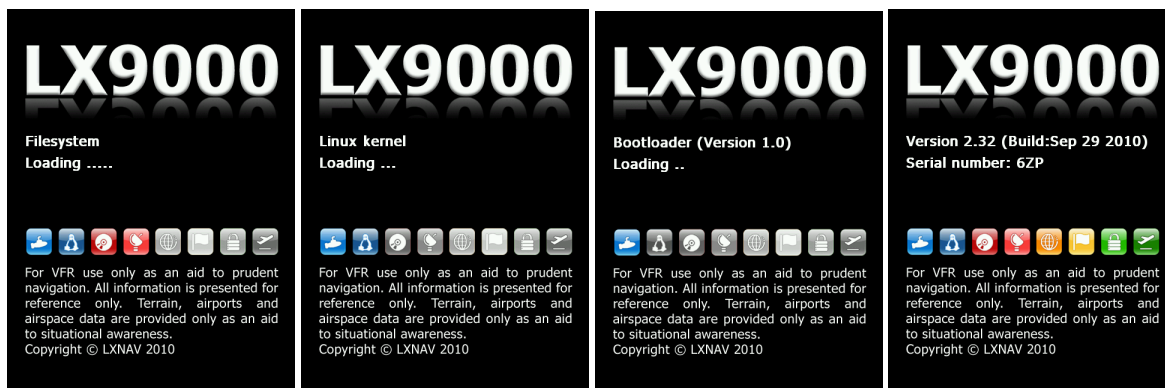 LX9000
Filesystem
Loading .....
For VFR use only as an aid to prudent
navigation. All information is presented for
reference only. Terrain, airports and
airspace data are provided only as an aid
to situational awareness.
Copyright © LXNAV 2010
LX9000
Linux kernel
Loading ...
For VFR use only as an aid to prudent
navigation. All information is presented for
reference only. Terrain, airports and
airspace data are provided only as an aid
to situational awareness.
Copyright © LXNAV 2010
LX9000
Bootloader (Version 1.0)
Loading ..
For VFR use only as an aid to prudent
navigation. All information is presented for
reference only. Terrain, airports and
airspace data are provided only as an aid
to situational awareness.
Copyright © LXNAV 2010
LX9000
Version 2.32 (Build:Sep 29 2010)
Serial number: 6ZP
For VFR use only as an aid to prudent
navigation. All information is presented for
reference only. Terrain, airports and
airspace data are provided only as an aid
to situational awareness.
Copyright © LXNAV 2010